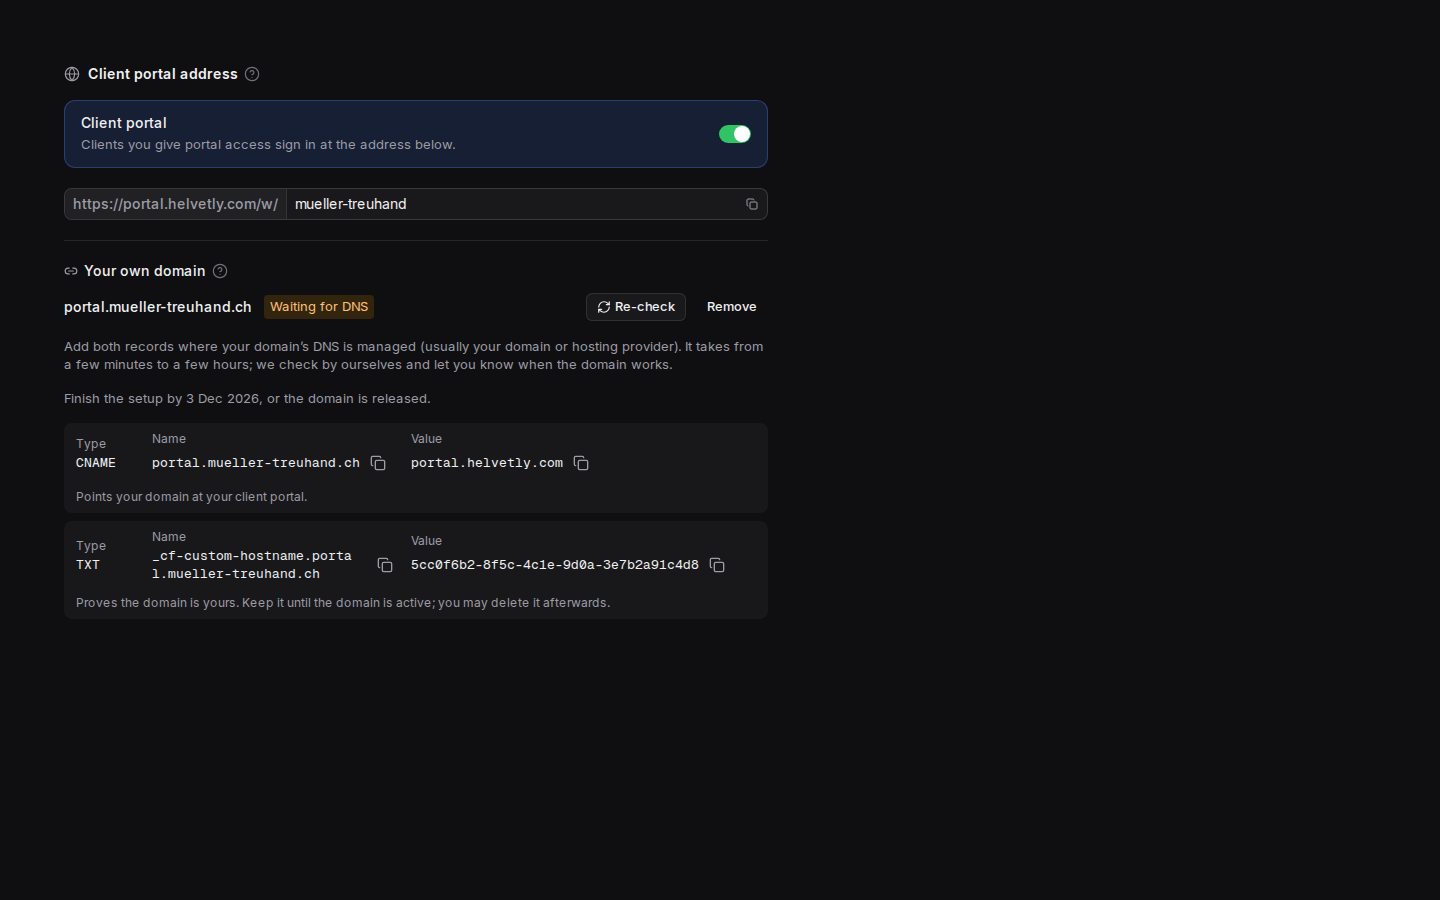 Client portal address
Client portal
Clients you give portal access sign in at the address below.
https://portal.helvetly.com/w/ mueller-treuhand
Your own domain
portal.mueller-treuhand.ch Waiting for DNS Re-check Remove
Add both records where your domain’s DNS is managed (usually your domain or hosting provider). It takes from
a few minutes to a few hours; we check by ourselves and let you know when the domain works.
Finish the setup by 3 Dec 2026, or the domain is released.
Type Name Value
CNAME portal.mueller-treuhand.ch portal.helvetly.com
Points your domain at your client portal.
Type Name Value
TXT _cf-custom-hostname.porta
l.mueller-treuhand.ch 5cc0f6b2-8f5c-4c1e-9d0a-3e7b2a91c4d8
Proves the domain is yours. Keep it until the domain is active; you may delete it afterwards.